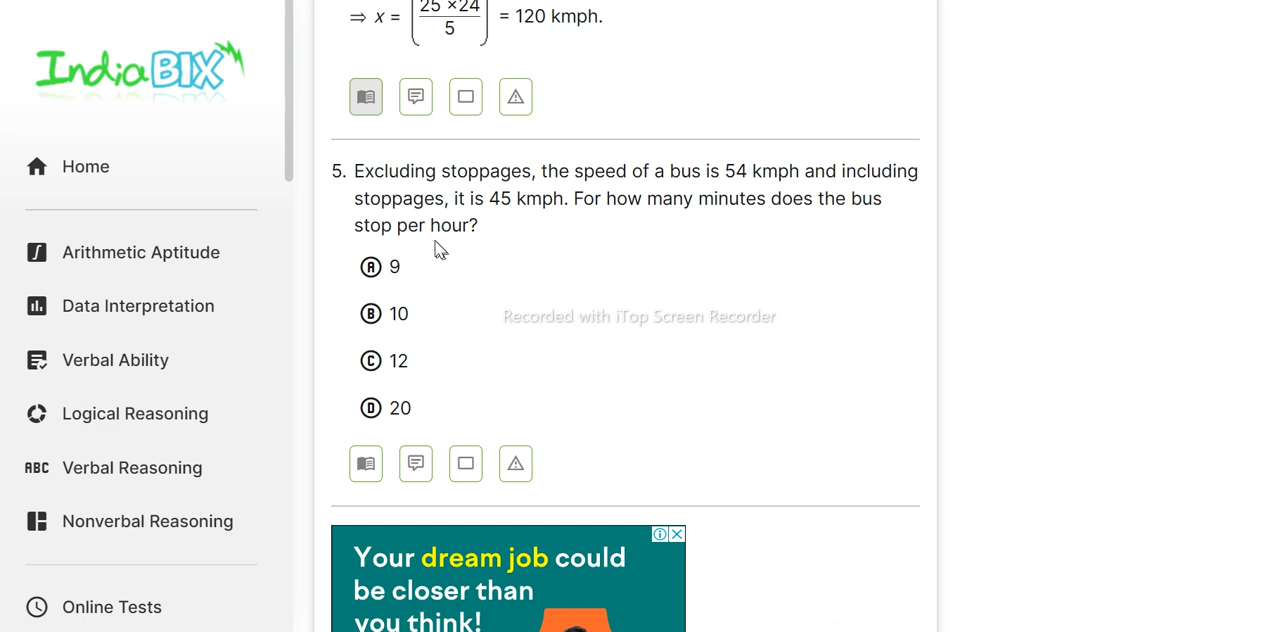 IndiaBIX
Home
Arithmetic Aptitude
Data Interpretation
Verbal Ability
Logical Reasoning
ABC Verbal Reasoning
Nonverbal Reasoning
Online Tests
⇒ x = (25 ×24 / 5) = 120 kmph.
5. Excluding stoppages, the speed of a bus is 54 kmph and including
stoppages, it is 45 kmph. For how many minutes does the bus
stop per hour?
A 9
B 10
C 12
D 20
Recorded with iTop Screen Recorder
Your dream job could
be closer than
you think!